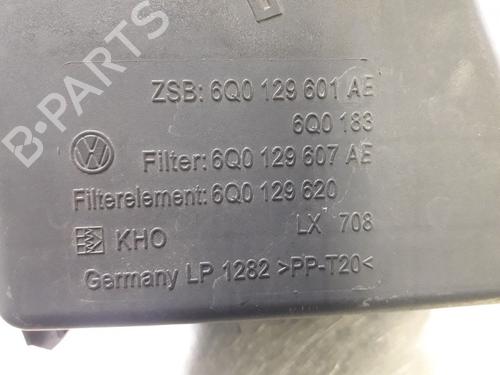 ZSB: 6Q0 129 601 AE
6Q0 183
Filter: 6Q0 129 607 AE
Filterelement: 6Q0 129 620
LX 708
KHO
Germany LP 1282 >PP-T20<
B-PARTS